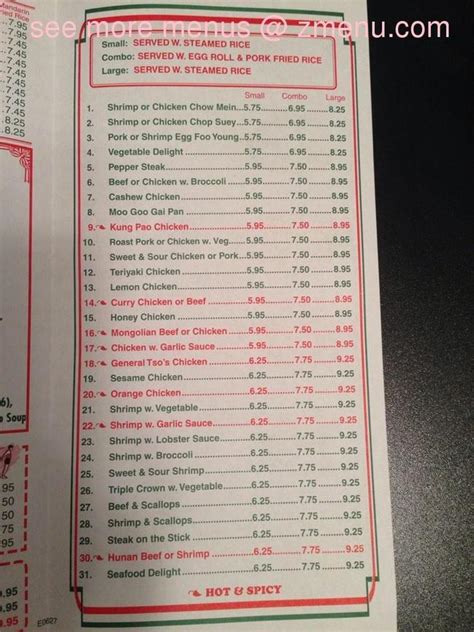 see more menus @ zmenu.com
Small: SERVED W. STEAMED RICE
Combo: SERVED W. EGG ROLL & PORK FRIED RICE
Large: SERVED W. STEAMED RICE
Small Combo Large
1. Shrimp or Chicken Chow Mein...5.75 6.95 8.25
2. Shrimp or Chicken Chop Suey...5.75 6.95 8.25
3. Pork or Shrimp Egg Foo Young..5.75 6.95 8.25
4. Vegetable Delight 5.75 6.95 8.25
5. Pepper Steak 5.95 7.50 8.95
6. Beef or Chicken w. Broccoli 5.95 7.50 8.95
7. Cashew Chicken 5.95 7.50 8.95
8. Moo Goo Gai Pan 5.95 7.50 8.95
9. Kung Pao Chicken 5.95 7.50 8.95
10. Roast Pork or Chicken w. Veg. 5.95 7.50 8.95
11. Sweet & Sour Chicken or Pork 5.95 7.50 8.95
12. Teriyaki Chicken 5.95 7.50 8.95
13. Lemon Chicken 5.95 7.50 8.95
14. Curry Chicken or Beef 5.95 7.50 8.95
15. Honey Chicken 5.95 7.50 8.95
16. Mongolian Beef or Chicken 5.95 7.50 8.95
17. Chicken w. Garlic Sauce 5.95 7.50 8.95
18. General Tso's Chicken 6.25 7.75 9.25
19. Sesame Chicken 6.25 7.75 9.25
20. Orange Chicken 6.25 7.75 9.25
21. Shrimp w. Vegetable 6.25 7.75 9.25
22. Shrimp w. Garlic Sauce 6.25 7.75 9.25
23. Shrimp w. Lobster Sauce 6.25 7.75 9.25
24. Shrimp w. Broccoli 6.25 7.75 9.25
25. Sweet & Sour Shrimp 6.25 7.75 9.25
26. Triple Crown w. Vegetable 6.25 7.75 9.25
27. Beef & Scallops 6.25 7.75 9.25
28. Shrimp & Scallops 6.25 7.75 9.25
29. Steak on the Stick 6.25 7.75 9.25
30. Hunan Beef or Shrimp 6.25 7.75 9.25
31. Seafood Delight 6.25 7.75 9.25
HOT & SPICY
E0627
Mandarin
Fried Rice
7.95
7.45
7.45
7.45
8.25
Soup